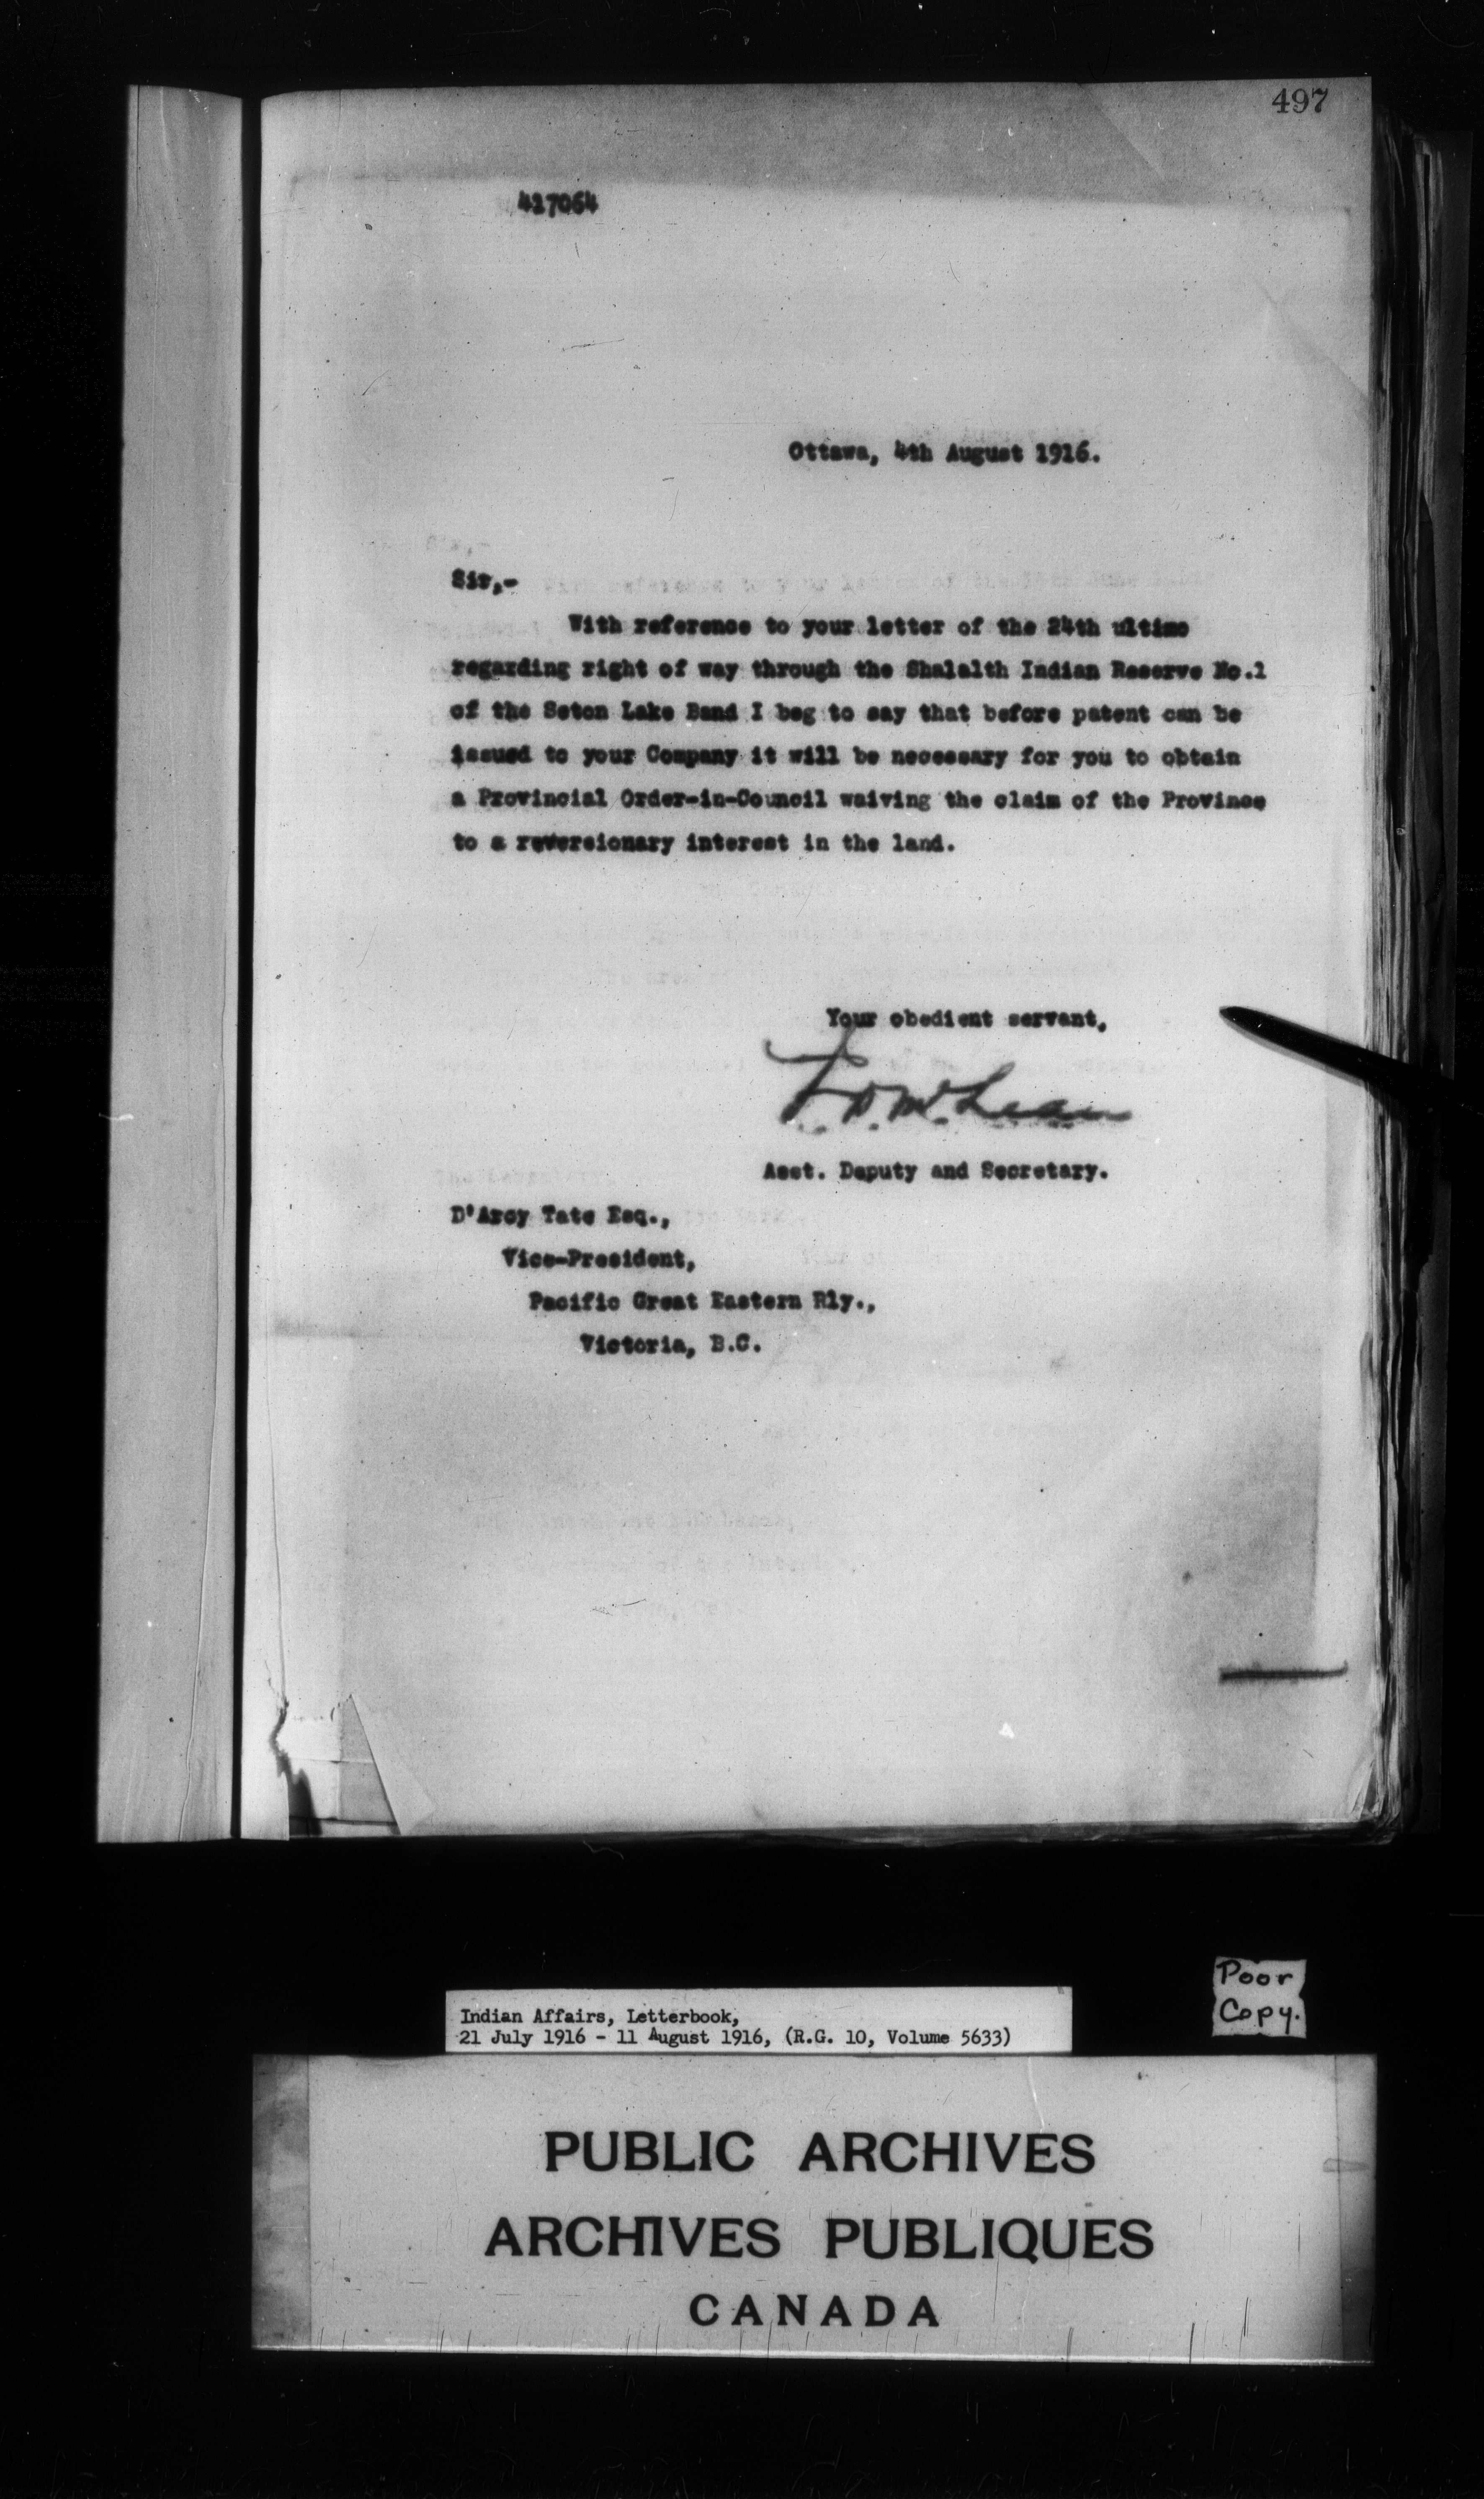 497
417064
Ottawa, 4th August 1916.
Sir,-
With reference to your letter of the 24th ultimo
regarding right of way through the Shalalth Indian Reserve No.1
of the Seton Lake Band I beg to say that before patent can be
issued to your Company it will be necessary for you to obtain
a Provincial Order-in-Council waiving the claim of the Province
to a reversionary interest in the land.
Your obedient servant,
J. D. McLean
Asst. Deputy and Secretary.
D'Arcy Tate Esq.,
Vice-President,
Pacific Great Eastern Rly.,
Victoria, B.C.
Poor
Copy.
Indian Affairs, Letterbook,
21 July 1916 - 11 August 1916, (R.G. 10, Volume 5633)
PUBLIC ARCHIVES
ARCHIVES PUBLIQUES
CANADA